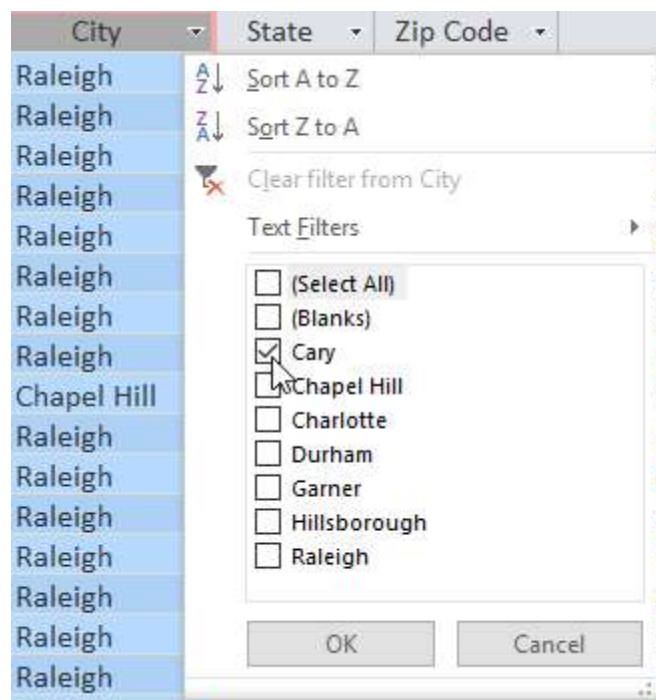 City State Zip Code
Raleigh
Raleigh
Raleigh
Raleigh
Raleigh
Raleigh
Raleigh
Raleigh
Chapel Hill
Raleigh
Raleigh
Raleigh
Raleigh
Raleigh
Raleigh
Raleigh
Sort A to Z
Sort Z to A
Clear filter from City
Text Filters
(Select All)
(Blanks)
Cary
Chapel Hill
Charlotte
Durham
Garner
Hillsborough
Raleigh
OK Cancel